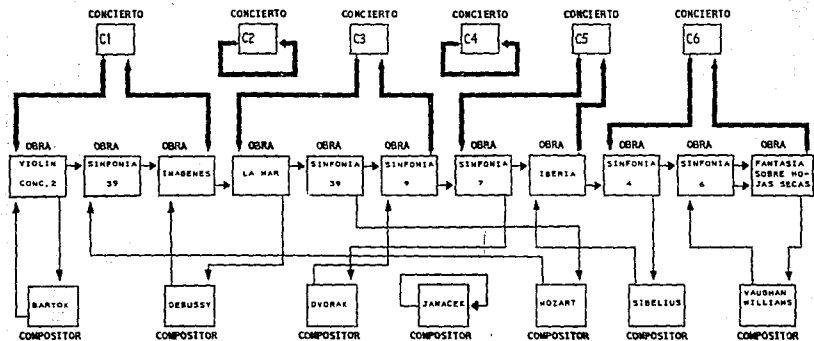 CONCIERTO CONCIERTO CONCIERTO CONCIERTO CONCIERTO CONCIERTO
C1 C2 C3 C4 C5 C6
OBRA OBRA OBRA OBRA OBRA OBRA OBRA OBRA OBRA OBRA OBRA
VIOLIN
CONC.2
SINFONIA
39
IMAGENES
LA MAR
SINFONIA
39
SINFONIA
9
SINFONIA
7
IBERIA
SINFONIA
4
SINFONIA
6
FANTASIA
SOBRE HO-
JAS SECAS
BARTOK
DEBUSSY
DVORAK
JANACEK
MOZART
SIBELIUS
VAUGHAN
WILLIANS
COMPOSITOR COMPOSITOR COMPOSITOR COMPOSITOR COMPOSITOR COMPOSITOR COMPOSITOR